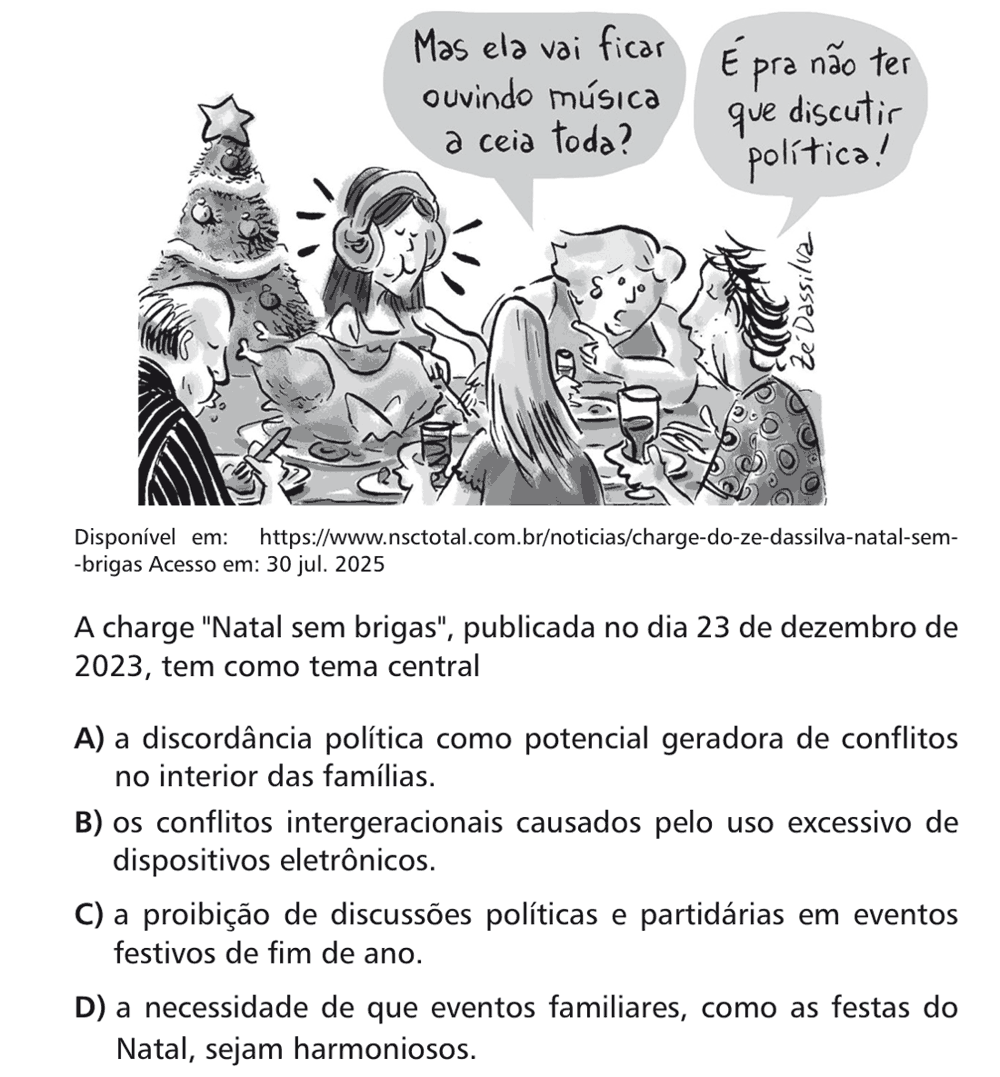 Mas ela vai ficar
ouvindo música
a ceia toda?
É pra não ter
que discutir
política!
Zé Dassilva
Disponível em: https://www.nsctotal.com.br/noticias/charge-do-ze-dassilva-natal-sem-
-brigas Acesso em: 30 jul. 2025
A charge "Natal sem brigas", publicada no dia 23 de dezembro de
2023, tem como tema central
A) a discordância política como potencial geradora de conflitos
no interior das famílias.
B) os conflitos intergeracionais causados pelo uso excessivo de
dispositivos eletrônicos.
C) a proibição de discussões políticas e partidárias em eventos
festivos de fim de ano.
D) a necessidade de que eventos familiares, como as festas do
Natal, sejam harmoniosos.